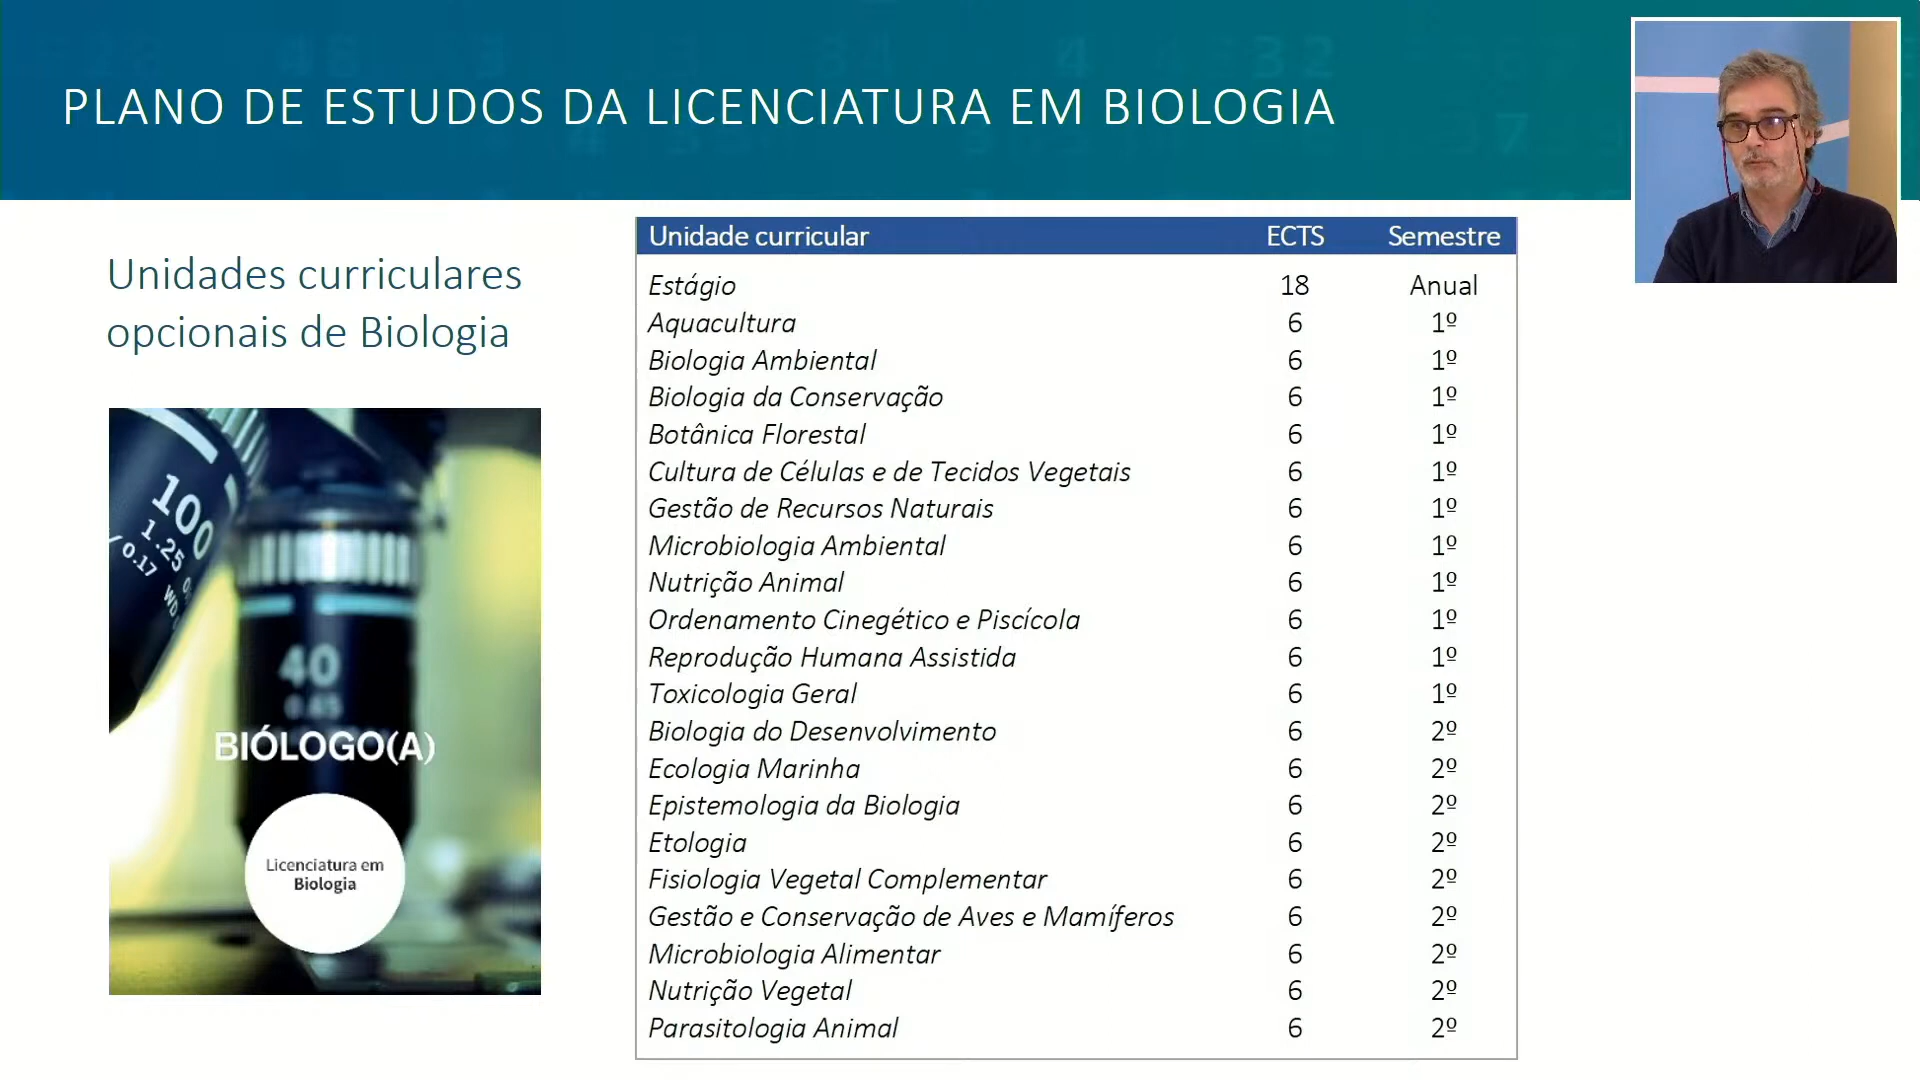 PLANO DE ESTUDOS DA LICENCIATURA EM BIOLOGIA
Unidades curriculares
opcionais de Biologia
100
1.25
0.17
WD
40
0.65
BIÓLOGO(A)
Licenciatura em
Biologia
Unidade curricular ECTS Semestre
Estágio 18 Anual
Aquacultura 6 1º
Biologia Ambiental 6 1º
Biologia da Conservação 6 1º
Botânica Florestal 6 1º
Cultura de Células e de Tecidos Vegetais 6 1º
Gestão de Recursos Naturais 6 1º
Microbiologia Ambiental 6 1º
Nutrição Animal 6 1º
Ordenamento Cinegético e Piscícola 6 1º
Reprodução Humana Assistida 6 1º
Toxicologia Geral 6 1º
Biologia do Desenvolvimento 6 2º
Ecologia Marinha 6 2º
Epistemologia da Biologia 6 2º
Etologia 6 2º
Fisiologia Vegetal Complementar 6 2º
Gestão e Conservação de Aves e Mamíferos 6 2º
Microbiologia Alimentar 6 2º
Nutrição Vegetal 6 2º
Parasitologia Animal 6 2º